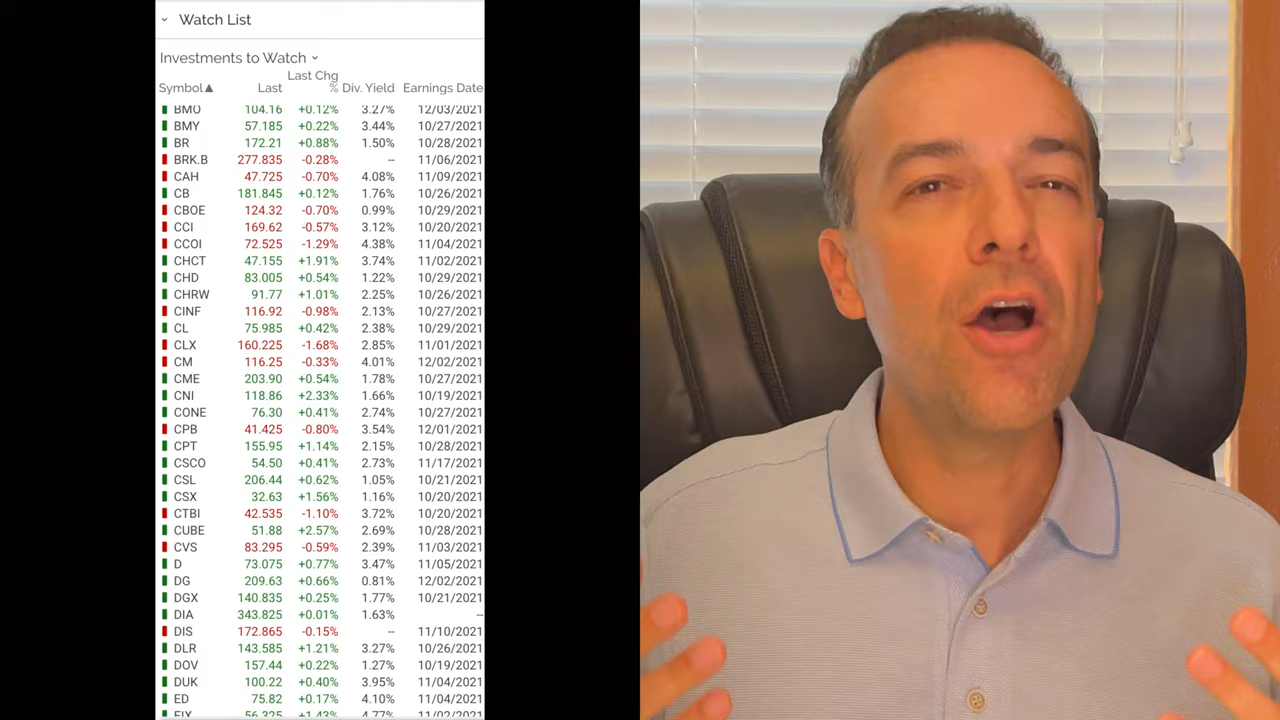 Watch List
Investments to Watch
Last Chg
Symbol▲ Last % Div. Yield Earnings Date
BMO 104.16 +0.12% 3.27% 12/03/2021
BMY 57.185 +0.22% 3.44% 10/27/2021
BR 172.21 +0.88% 1.50% 10/28/2021
BRK.B 277.835 -0.28% -- 11/06/2021
CAH 47.725 -0.70% 4.08% 11/09/2021
CB 181.845 +0.12% 1.76% 10/26/2021
CBOE 124.32 -0.70% 0.99% 10/29/2021
CCI 169.62 -0.57% 3.12% 10/20/2021
CCOI 72.525 -1.29% 4.38% 11/04/2021
CHCT 47.155 +1.91% 3.74% 11/02/2021
CHD 83.005 +0.54% 1.22% 10/29/2021
CHRW 91.77 +1.01% 2.25% 10/26/2021
CINF 116.92 -0.98% 2.13% 10/27/2021
CL 75.985 +0.42% 2.38% 10/29/2021
CLX 160.225 -1.68% 2.85% 11/01/2021
CM 116.25 -0.33% 4.01% 12/02/2021
CME 203.90 +0.54% 1.78% 10/27/2021
CNI 118.86 +2.33% 1.66% 10/19/2021
CONE 76.30 +0.41% 2.74% 10/27/2021
CPB 41.425 -0.80% 3.54% 12/01/2021
CPT 155.95 +1.14% 2.15% 10/28/2021
CSCO 54.50 +0.41% 2.73% 11/17/2021
CSL 206.44 +0.62% 1.05% 10/21/2021
CSX 32.63 +1.56% 1.16% 10/20/2021
CTBI 42.535 -1.10% 3.72% 10/20/2021
CUBE 51.88 +2.57% 2.69% 10/28/2021
CVS 83.295 -0.59% 2.39% 11/03/2021
D 73.075 +0.77% 3.47% 11/05/2021
DG 209.63 +0.66% 0.81% 12/02/2021
DGX 140.835 +0.25% 1.77% 10/21/2021
DIA 343.825 +0.01% 1.63% --
DIS 172.865 -0.15% -- 11/10/2021
DLR 143.585 +1.21% 3.27% 10/26/2021
DOV 157.44 +0.22% 1.27% 10/19/2021
DUK 100.22 +0.40% 3.95% 11/04/2021
ED 75.82 +0.17% 4.10% 11/04/2021
EIX 56.325 +1.43% 4.77% 11/02/2021